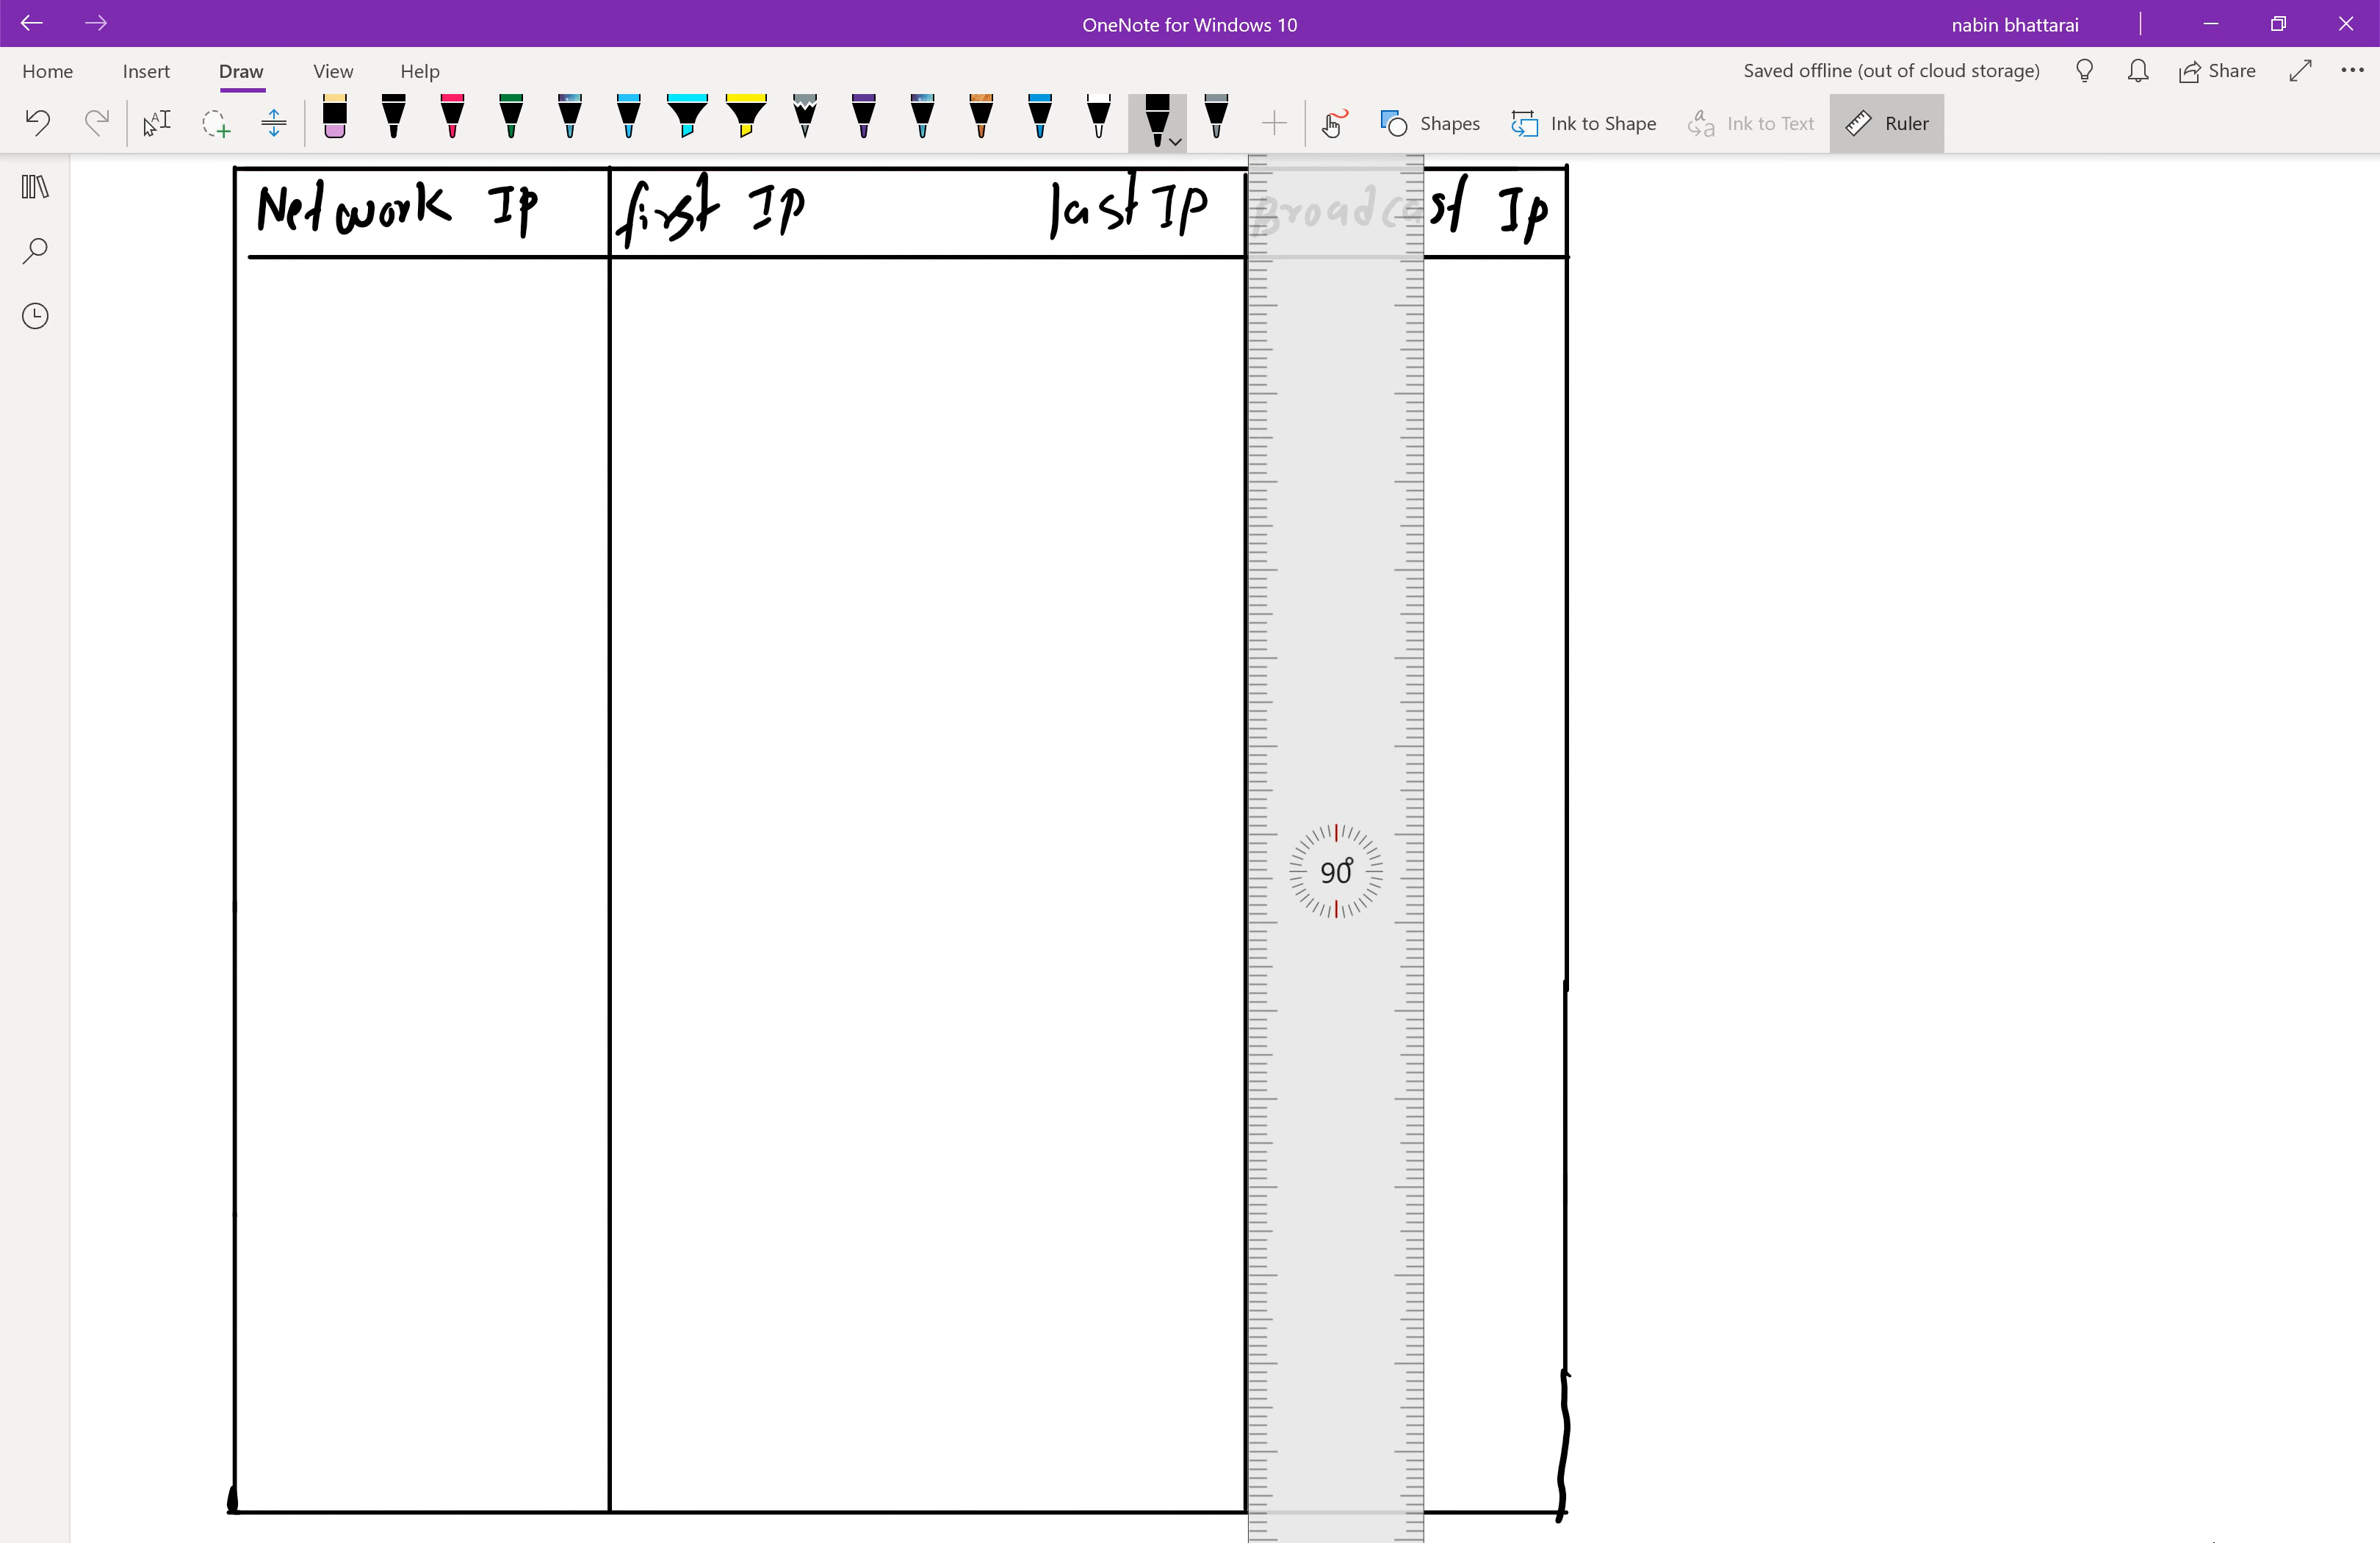 OneNote for Windows 10
nabin bhattarai
Home Insert Draw View Help
Saved offline (out of cloud storage)
Share
Shapes Ink to Shape Ink to Text Ruler
Network Ip first IP last IP Broadcast Ip
90°